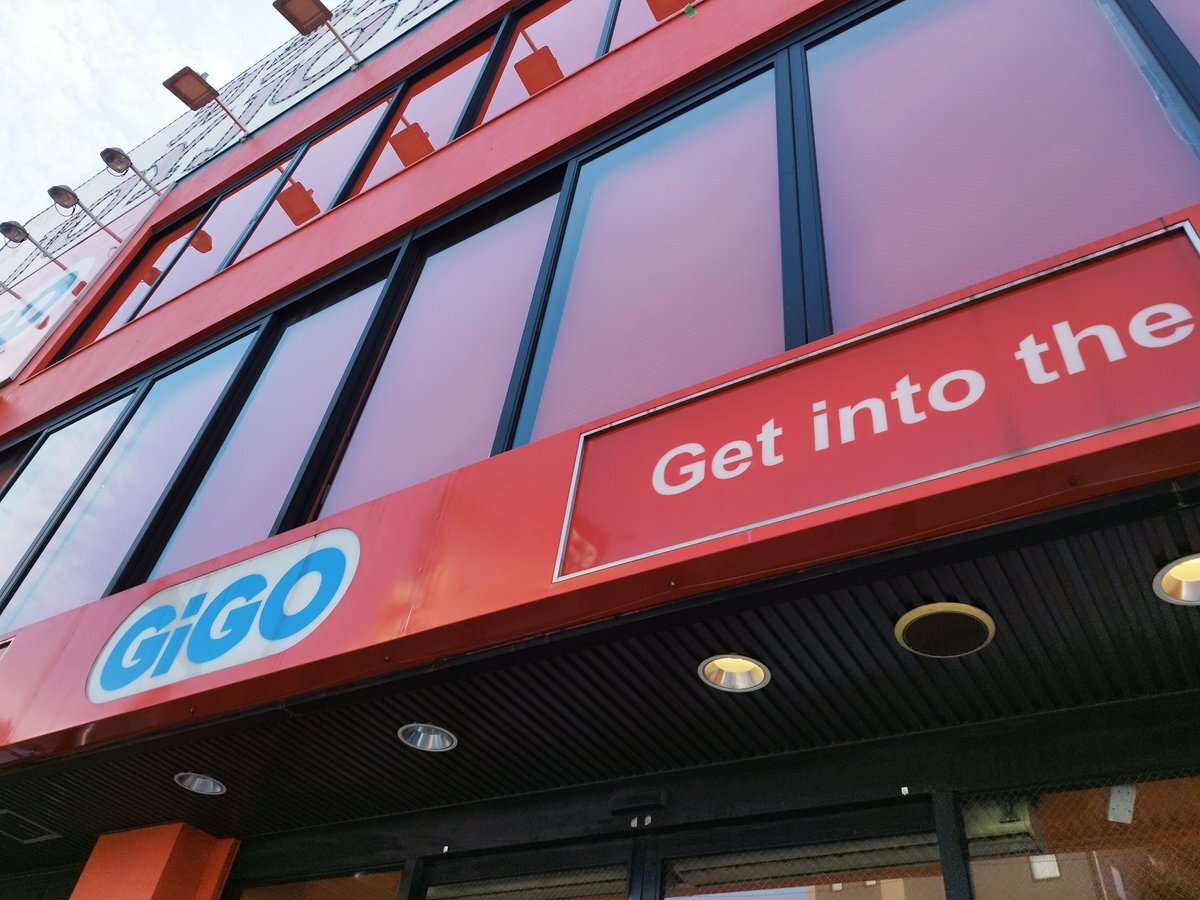 Get into the
GiGO